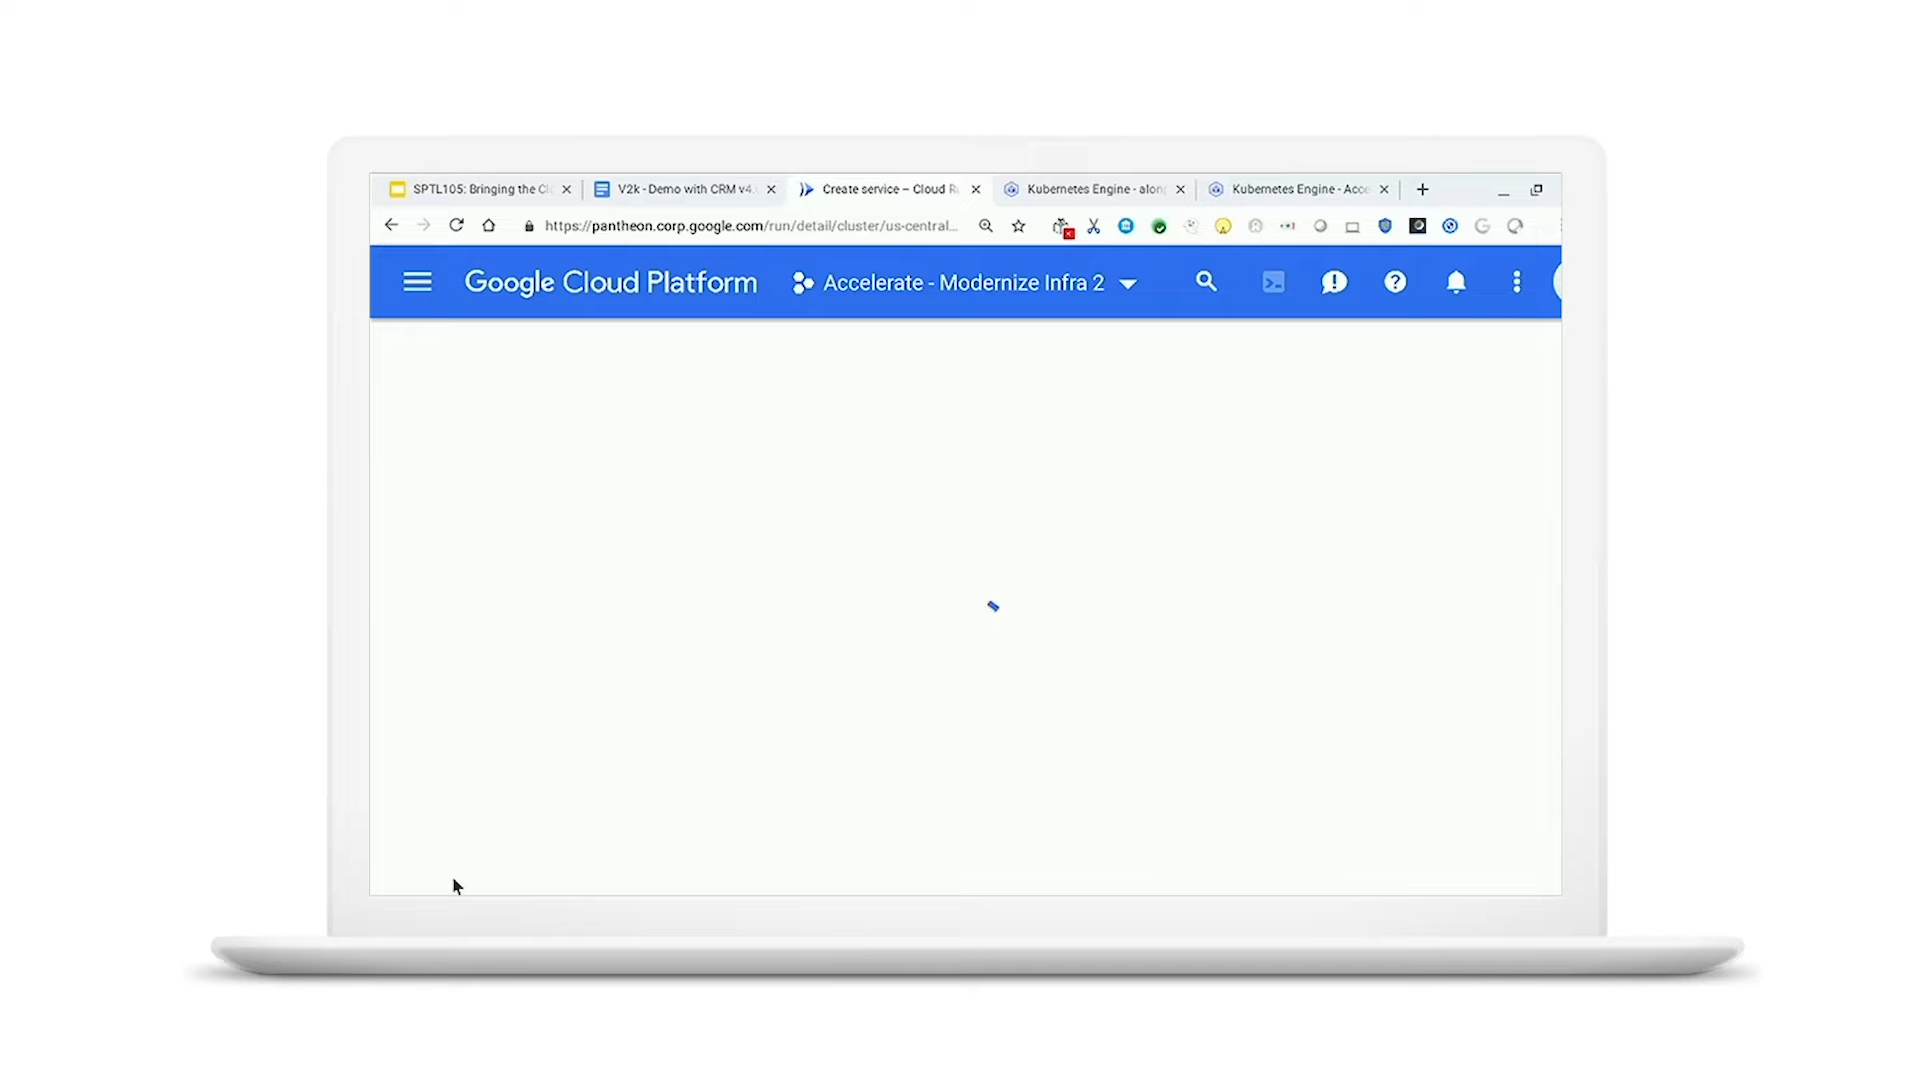 SPTL105: Bringing the Cl
V2k - Demo with CRM v4.
Create service – Cloud R
Kubernetes Engine - alon
Kubernetes Engine - Acce
https://pantheon.corp.google.com/run/detail/cluster/us-central...
Google Cloud Platform
Accelerate - Modernize Infra 2